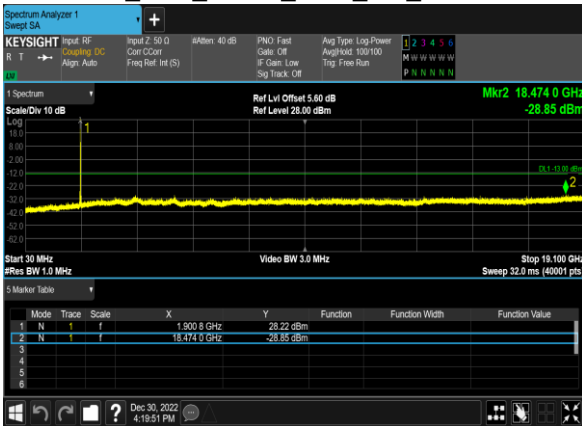 Spectrum Analyzer 1
Swept SA
KEYSIGHT Input: RF
R T Coupling: DC
Align: Auto
LU
Input Z: 50 Ω
Corr CCorr
Freq Ref: Int (S)
#Atten: 40 dB
PNO: Fast
Gate: Off
IF Gain: Low
Sig Track: Off
Avg Type: Log-Power
Avg|Hold: 100/100
Trig: Free Run
1 2 3 4 5 6
M W W W W W
P N N N N N
1 Spectrum
Scale/Div 10 dB
Ref Lvl Offset 5.60 dB
Ref Level 28.00 dBm
Mkr2 18.474 0 GHz
-28.85 dBm
Log
18.0
8.00
-2.00
-12.0
-22.0
-32.0
-42.0
-52.0
-62.0
1
DL1 -13.00 dBm
2
Start 30 MHz
#Res BW 1.0 MHz
Video BW 3.0 MHz
Stop 19.100 GHz
Sweep 32.0 ms (40001 pts
5 Marker Table
Mode Trace Scale X Y Function Function Width Function Value
1 N 1 f 1.900 8 GHz 28.22 dBm
2 N 1 f 18.474 0 GHz -28.85 dBm
3
4
5
6
? Dec 30, 2022
4:19:51 PM